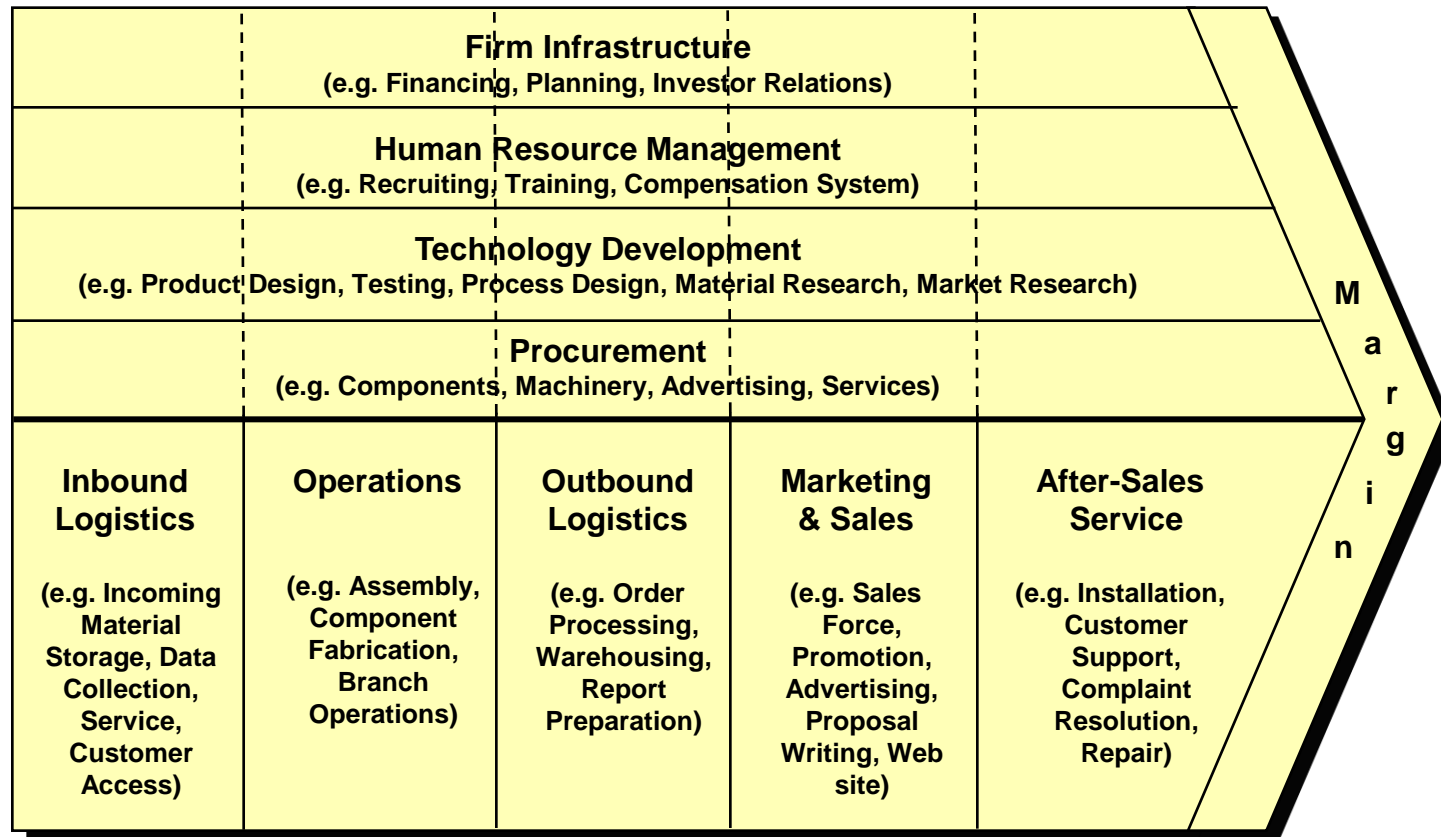 Firm Infrastructure
(e.g. Financing, Planning, Investor Relations)
Human Resource Management
(e.g. Recruiting, Training, Compensation System)
Technology Development
(e.g. Product Design, Testing, Process Design, Material Research, Market Research)
Procurement
(e.g. Components, Machinery, Advertising, Services)
Inbound
Logistics
(e.g. Incoming
Material
Storage, Data
Collection,
Service,
Customer
Access)
Operations
(e.g. Assembly,
Component
Fabrication,
Branch
Operations)
Outbound
Logistics
(e.g. Order
Processing,
Warehousing,
Report
Preparation)
Marketing
& Sales
(e.g. Sales
Force,
Promotion,
Advertising,
Proposal
Writing, Web
site)
After-Sales
Service
(e.g. Installation,
Customer
Support,
Complaint
Resolution,
Repair)
Margin